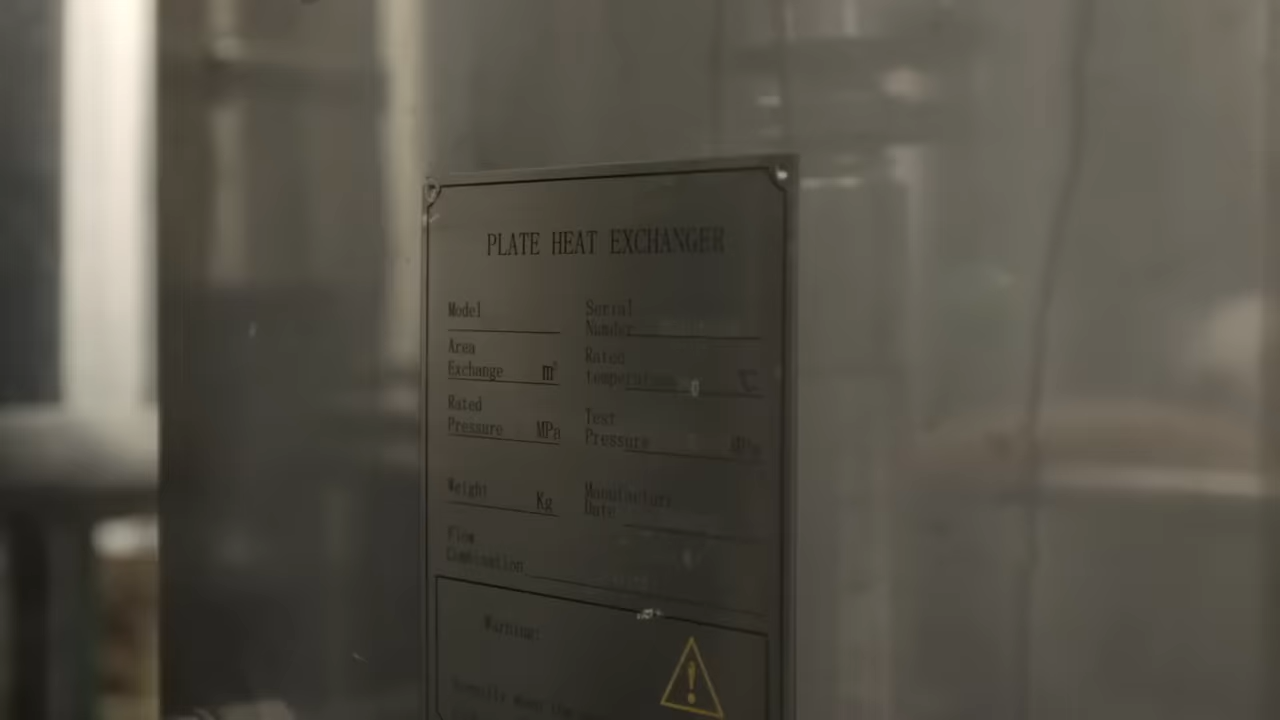 PLATE HEAT EXCHANGER
Model
Serial
Number
Area
Exchange m²
Rated
temperature ℃
Rated
Pressure MPa
Test
Pressure MPa
Weight Kg
Manufacture
Date
Flow
Combination
Warning: